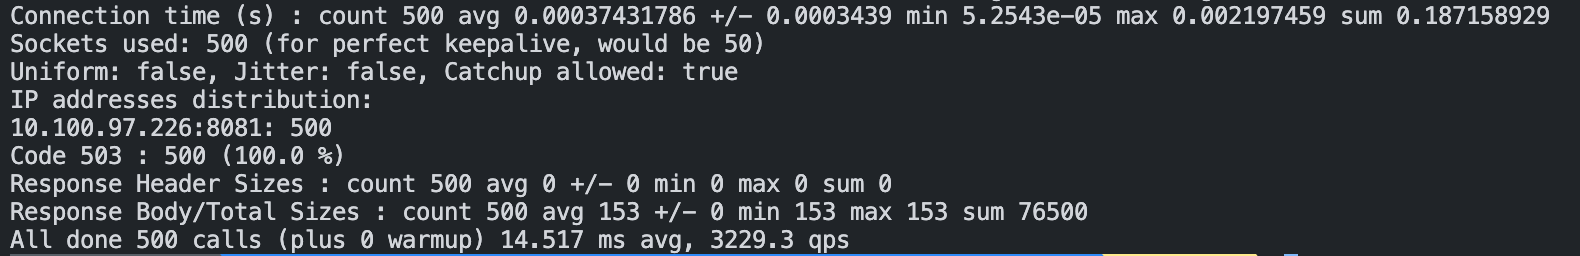 Connection time (s) : count 500 avg 0.00037431786 +/- 0.0003439 min 5.2543e-05 max 0.002197459 sum 0.187158929
Sockets used: 500 (for perfect keepalive, would be 50)
Uniform: false, Jitter: false, Catchup allowed: true
IP addresses distribution:
10.100.97.226:8081: 500
Code 503 : 500 (100.0 %)
Response Header Sizes : count 500 avg 0 +/- 0 min 0 max 0 sum 0
Response Body/Total Sizes : count 500 avg 153 +/- 0 min 153 max 153 sum 76500
All done 500 calls (plus 0 warmup) 14.517 ms avg, 3229.3 qps